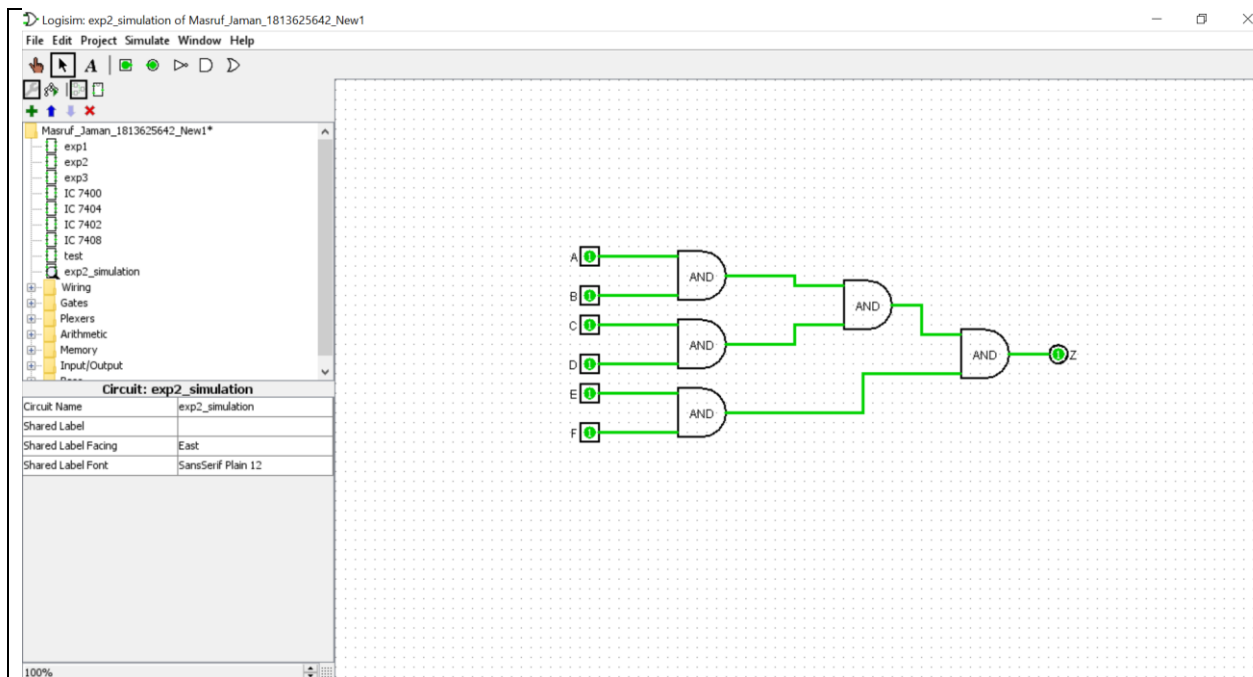 Logisim: exp2_simulation of Masruf_Jaman_1813625642_New1
File Edit Project Simulate Window Help
A
Masruf_Jaman_1813625642_New1*
exp1
exp2
exp3
IC 7400
IC 7404
IC 7402
IC 7408
test
exp2_simulation
Wiring
Gates
Plexers
Arithmetic
Memory
Input/Output
Circuit: exp2_simulation
Circuit Name exp2_simulation
Shared Label
Shared Label Facing East
Shared Label Font SansSerif Plain 12
100%
A 1
AND
B 1
AND
C 1
AND
D 1
AND 1 Z
E 1
AND
F 1